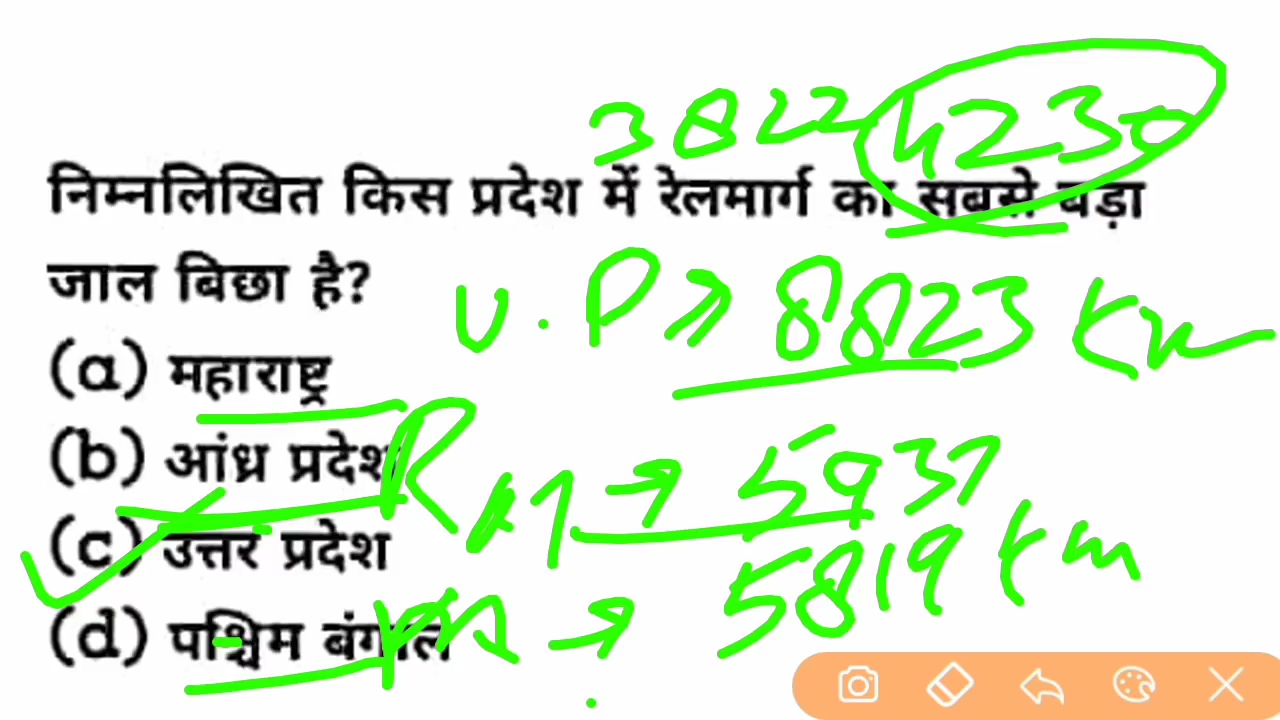 3822 4230
निम्नलिखित किस प्रदेश में रेलमार्ग का सबसे बड़ा
जाल बिछा है?
U.P → 8823 km
(a) महाराष्ट्र
(b) आंध्र प्रदेश
→ 5937
(c) उत्तर प्रदेश
5819 km
(d) पश्चिम बंगाल